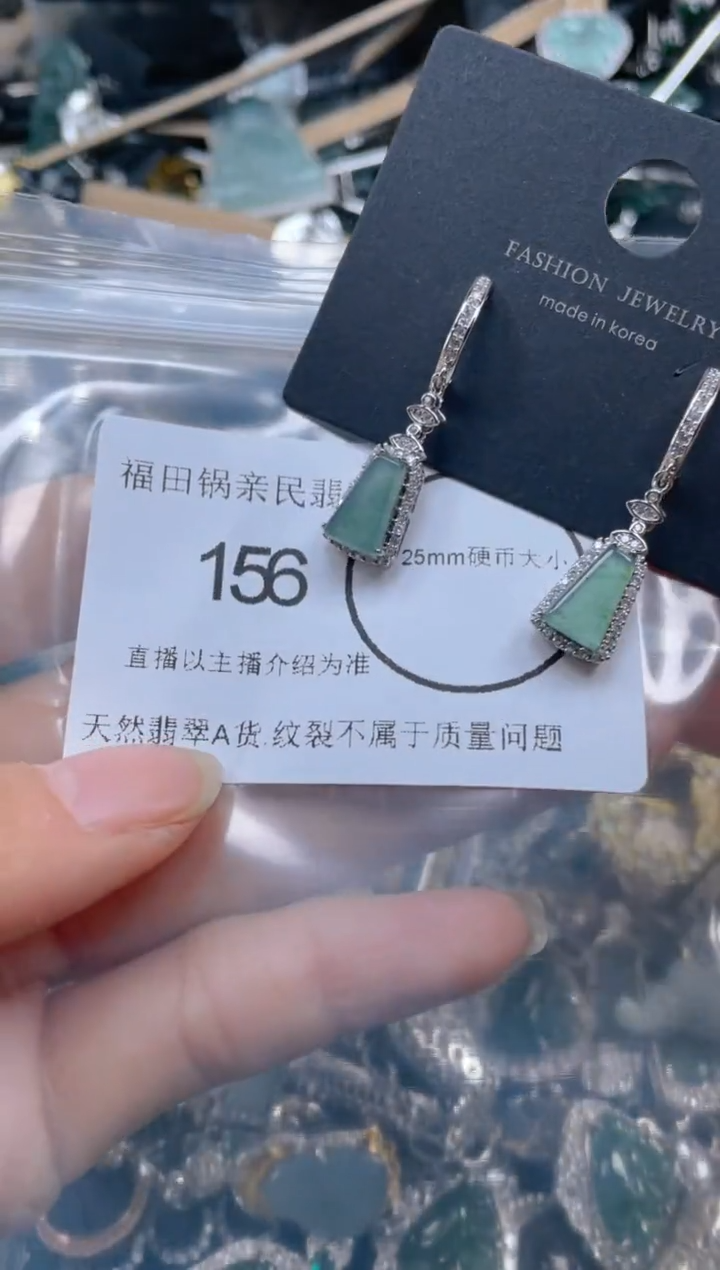 FASHION JEWELRY
made in korea
福田锅亲民翡
156
25mm硬币大小
直播以主播介绍为准
天然翡翠A货.纹裂不属于质量问题